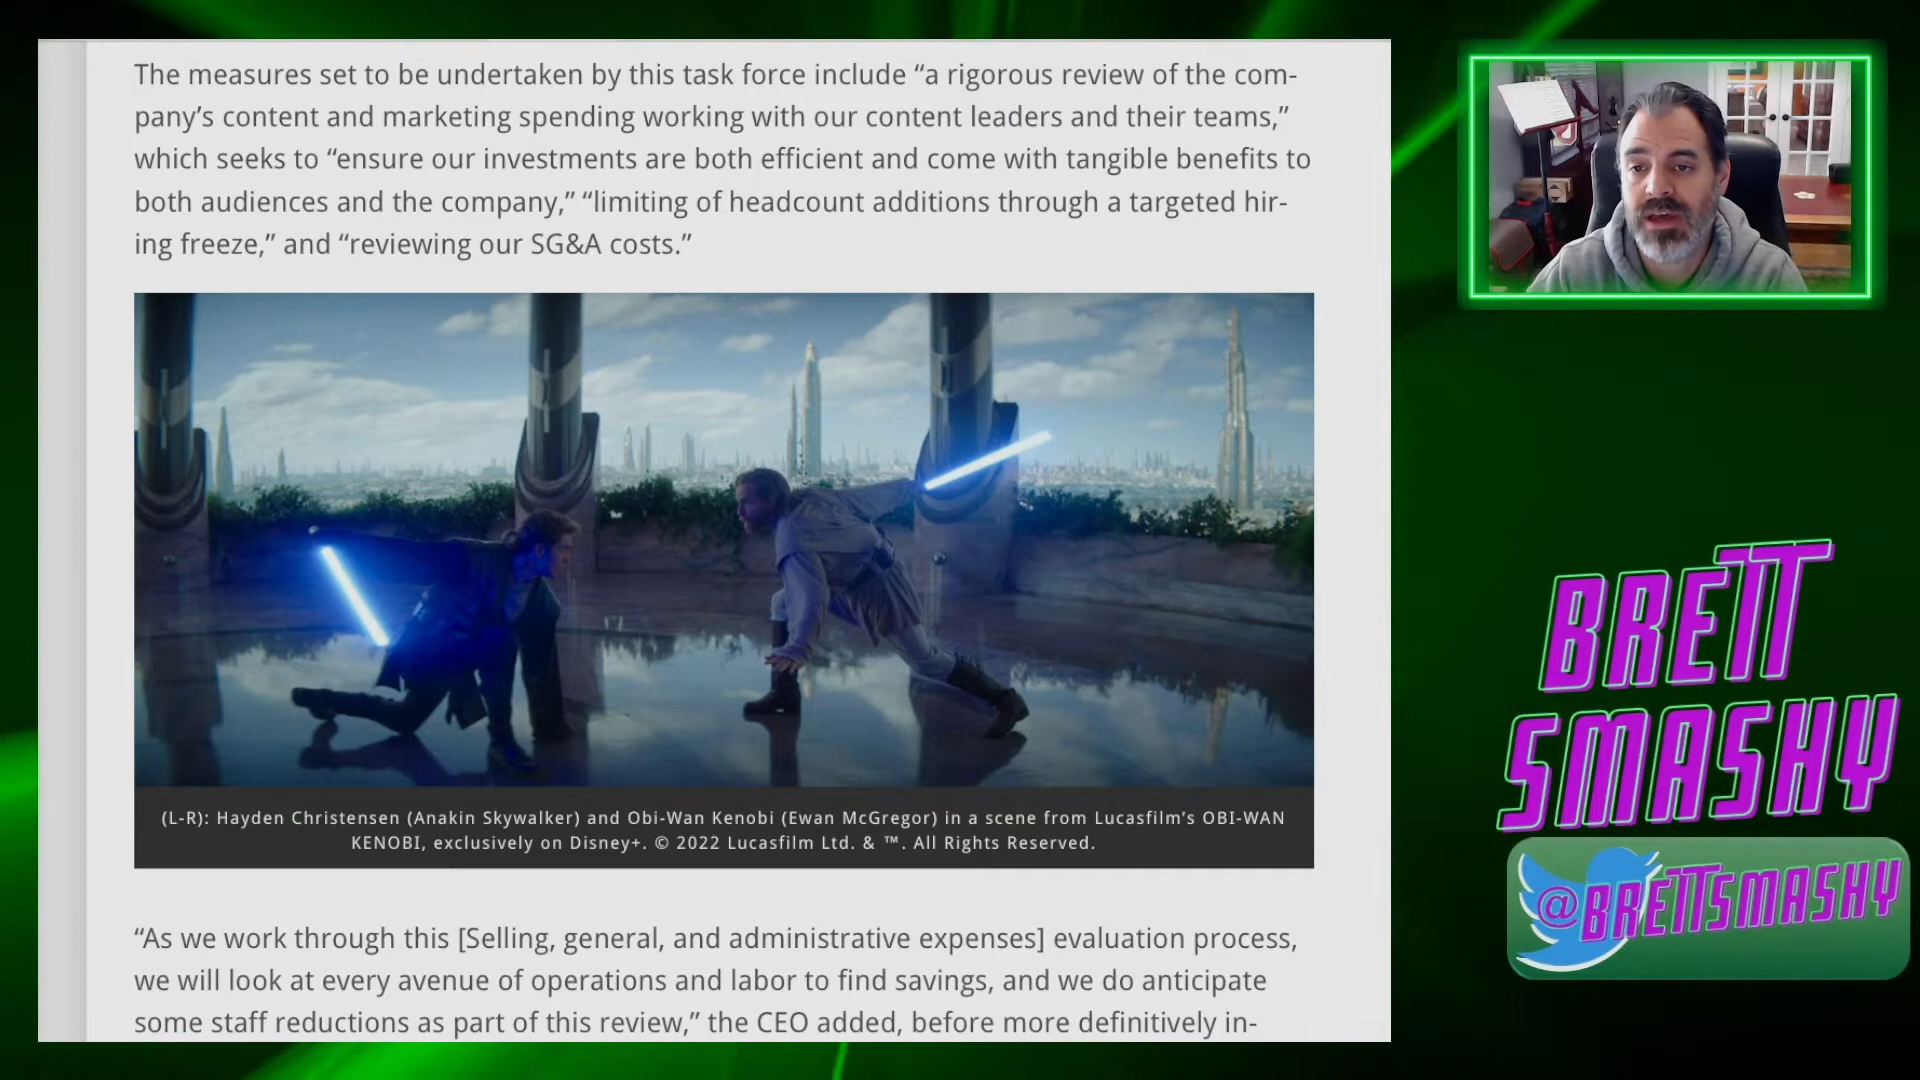 The measures set to be undertaken by this task force include “a rigorous review of the com-
pany’s content and marketing spending working with our content leaders and their teams,”
which seeks to “ensure our investments are both efficient and come with tangible benefits to
both audiences and the company,” “limiting of headcount additions through a targeted hir-
ing freeze,” and “reviewing our SG&A costs.”
(L-R): Hayden Christensen (Anakin Skywalker) and Obi-Wan Kenobi (Ewan McGregor) in a scene from Lucasfilm’s OBI-WAN
KENOBI, exclusively on Disney+. © 2022 Lucasfilm Ltd. & ™. All Rights Reserved.
“As we work through this [Selling, general, and administrative expenses] evaluation process,
we will look at every avenue of operations and labor to find savings, and we do anticipate
some staff reductions as part of this review,” the CEO added, before more definitively in-
BRETT
SMASHY
@BRETTSMASHY